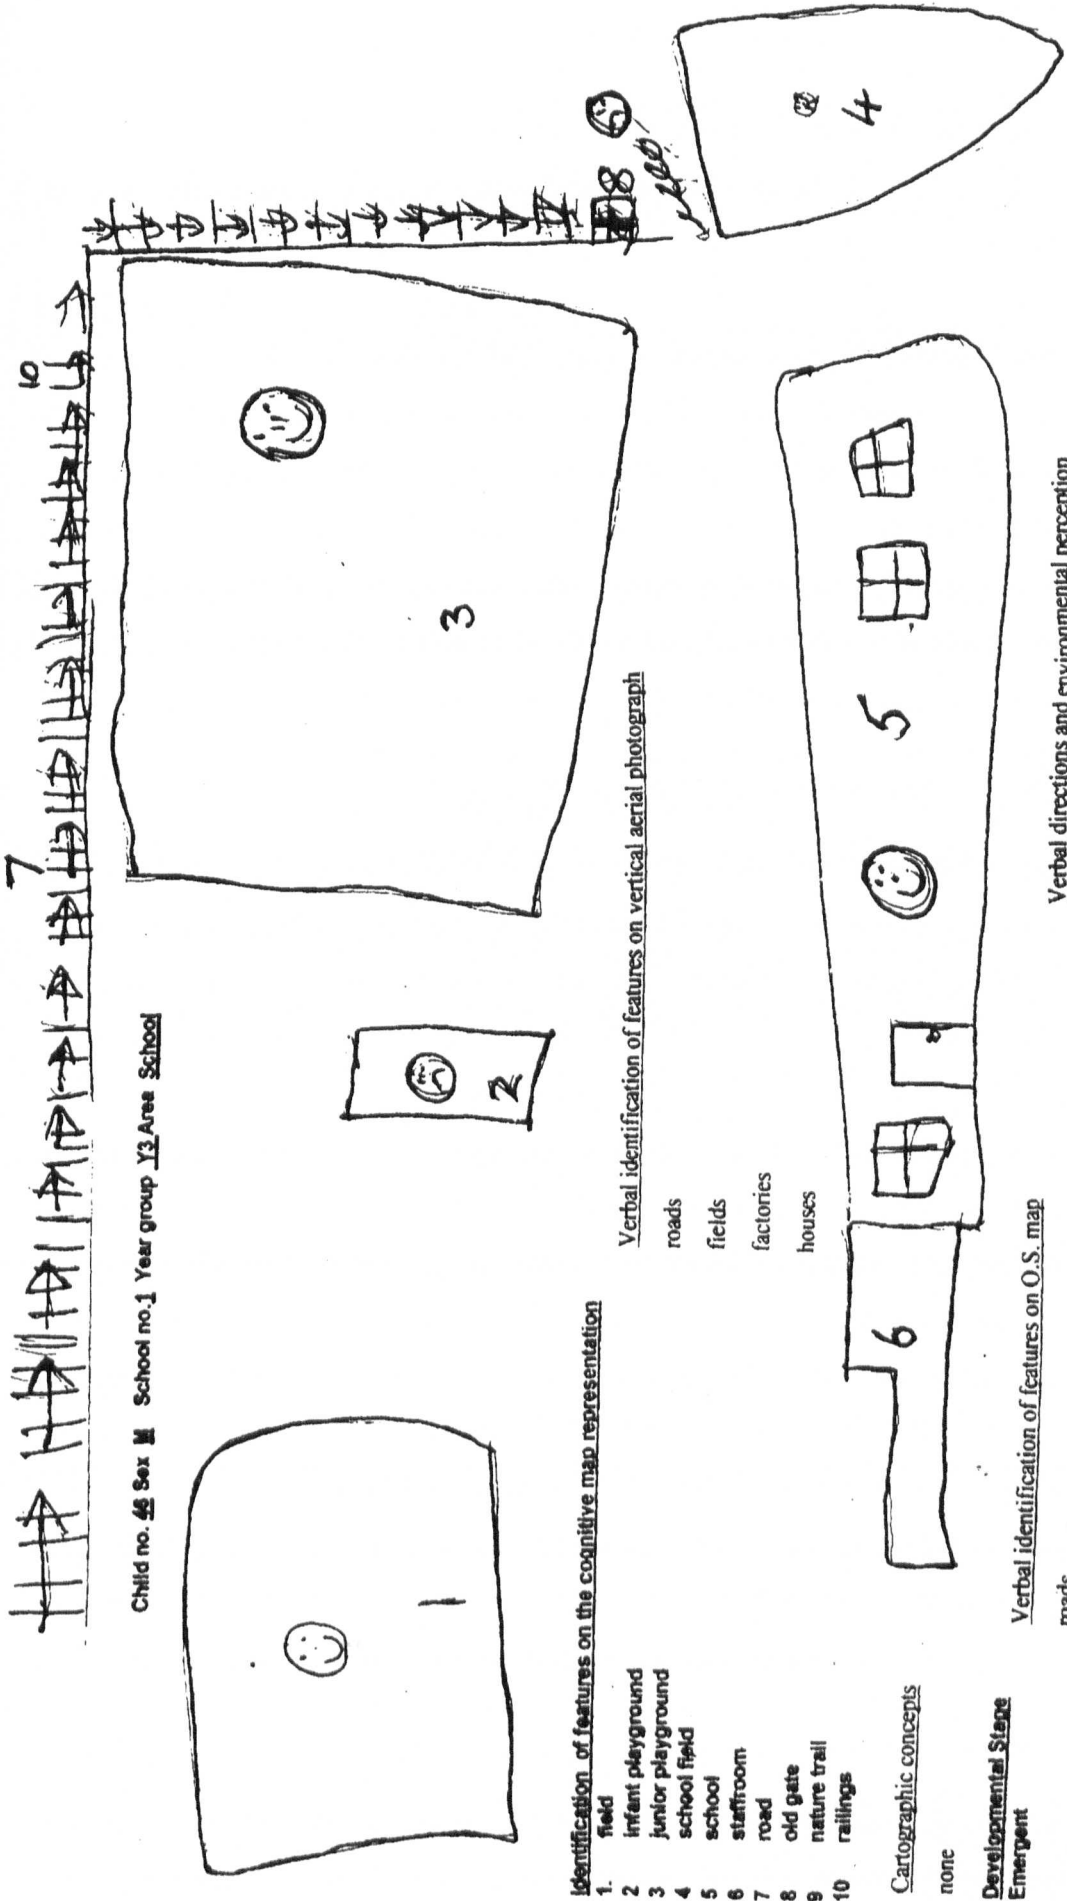 7
10
Child no. 46 Sex M School no.1 Year group Y3 Area School
3
2
1
8
4
Identification of features on the cognitive map representation
1. field
2 infant playground
3 junior playground
4 school field
5 school
6 staffroom
7 road
8 old gate
9 nature trail
10 railings
Verbal identification of features on vertical aerial photograph
roads
fields
factories
houses
5
6
Cartographic concepts
none
Developmental Stage
Emergent
Verbal identification of features on O.S. map
roads
Verbal directions and environmental perception